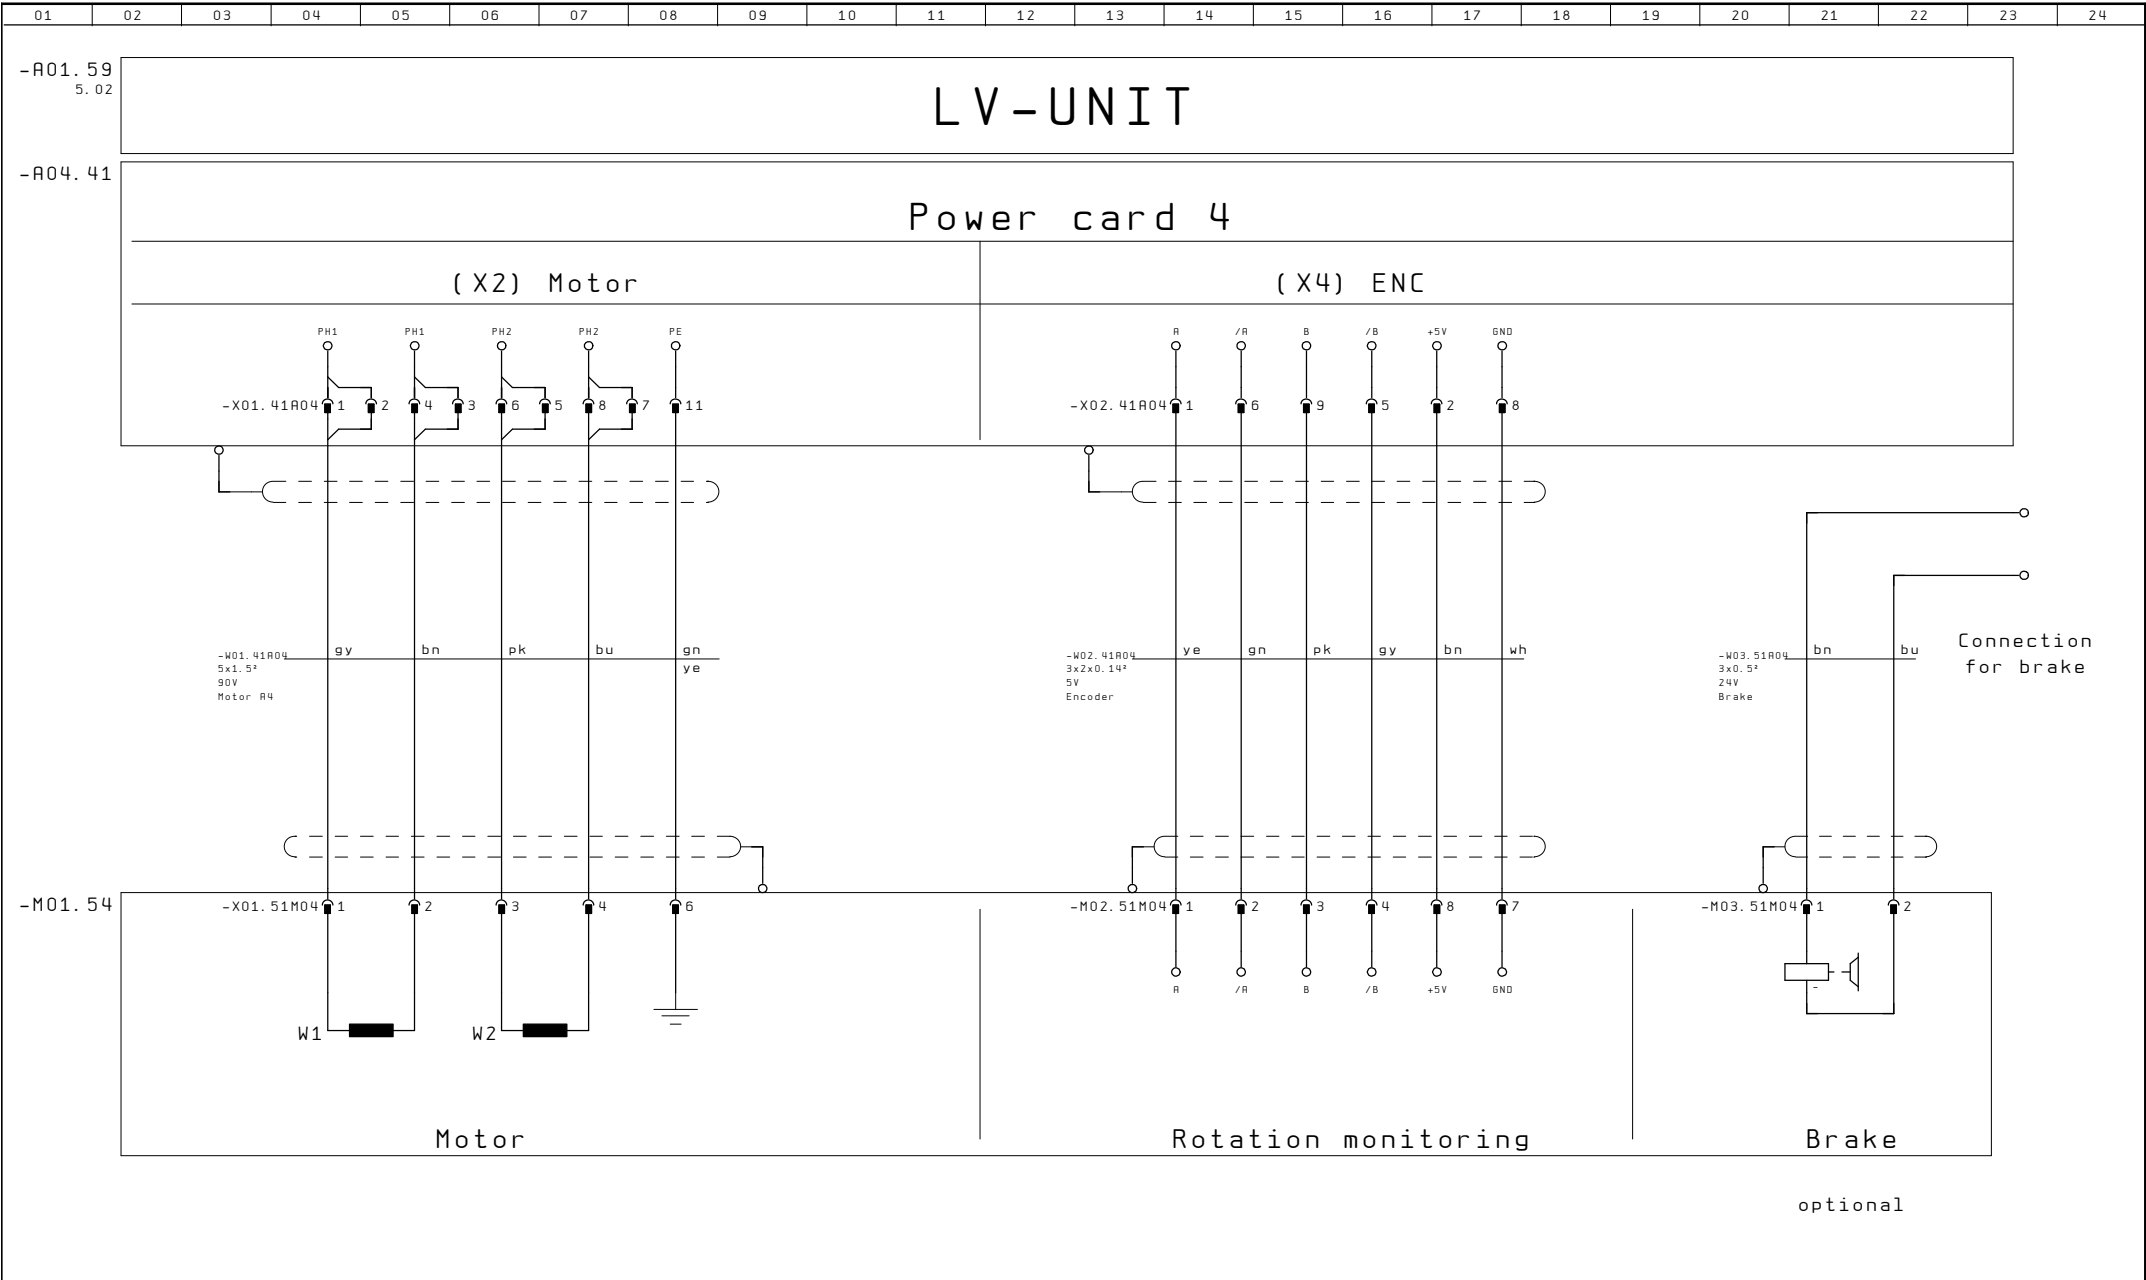 01 02 03 04 05 06 07 08 09 10 11 12 13 14 15 16 17 18 19 20 21 22 23 24
-A01.59
5.02
LV-UNIT
-A04.41
Power card 4
(X2) Motor (X4) ENC
PH1 PH1 PH2 PH2 PE A /A B /B +5V GND
-X01.41A04 1 2 4 3 6 5 8 7 11 -X02.41A04 1 6 9 5 2 8
Connection
for brake
gy bn pk bu gn ye gn pk gy bn wh bn bu
ye
-W01.41A04
5x1.5²
90V
Motor A4
-W02.41A04
3x2x0.14²
5V
Encoder
-W03.51A04
3x0.5²
24V
Brake
-M01.54
-X01.51M04 1 2 3 4 6 -M02.51M04 1 2 3 4 8 7 -M03.51M04 1 2
A /A B /B +5V GND
W1 W2
Motor Rotation monitoring Brake
optional